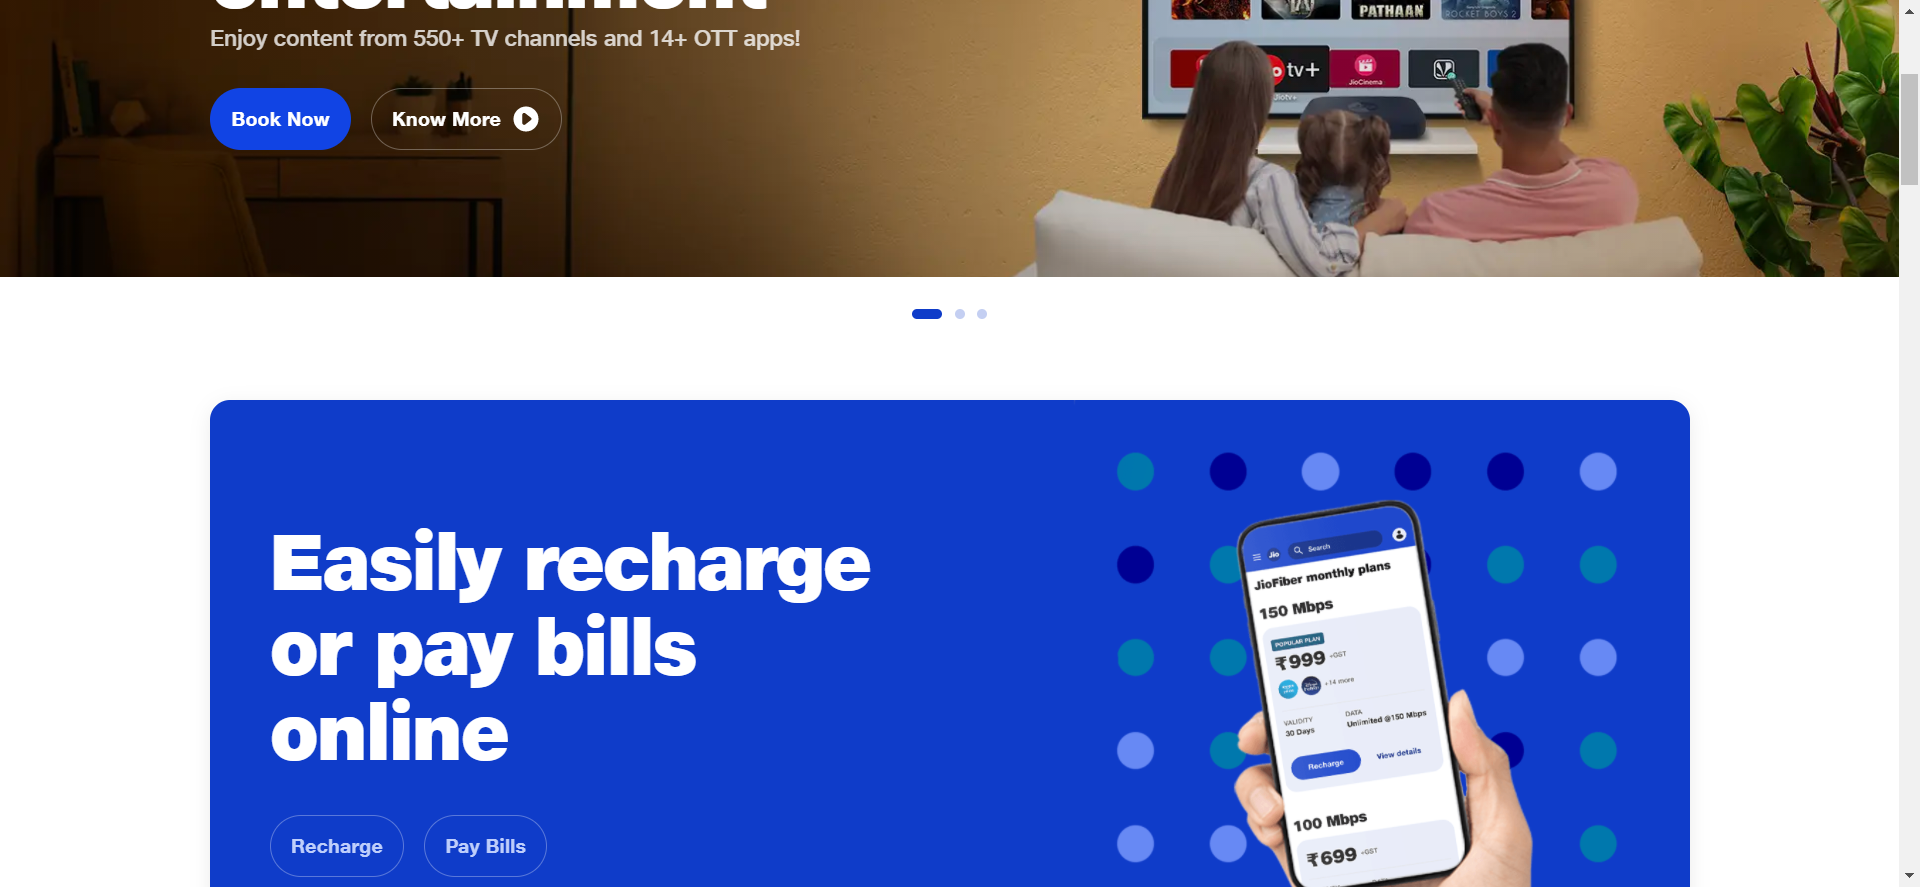 entertainment
Enjoy content from 550+ TV channels and 14+ OTT apps!
Book Now
Know More
PATHAAN
ROCKET BOYS 2
tv+
JioCinema
Jiotv+
Easily recharge
or pay bills
online
Recharge
Pay Bills
Jio
Search
JioFiber monthly plans
150 Mbps
POPULAR PLAN
₹999 +GST
+14 more
VALIDITY
30 Days
DATA
Unlimited @150 Mbps
Recharge
View details
100 Mbps
₹699 +GST